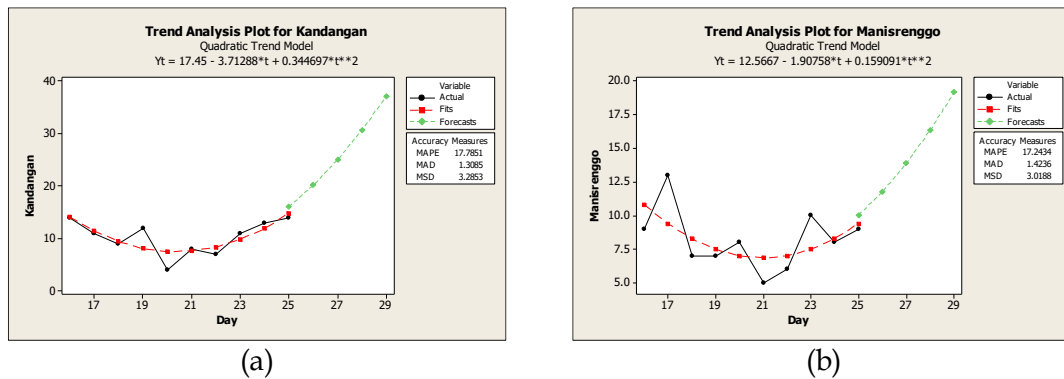 Trend Analysis Plot for Kandangan
Quadratic Trend Model
Yt = 17.45 - 3.71288*t + 0.344697*t**2
40
30
20
10
0
Kandangan
17
19
21
23
25
27
29
Day
Variable
Actual
Fits
Forecasts
Accuracy Measures
MAPE 17.7851
MAD 1.3085
MSD 3.2853
(a)
Trend Analysis Plot for Manisrenggo
Quadratic Trend Model
Yt = 12.5667 - 1.90758*t + 0.159091*t**2
20.0
17.5
15.0
12.5
10.0
7.5
5.0
Manisrenggo
17
19
21
23
25
27
29
Day
Variable
Actual
Fits
Forecasts
Accuracy Measures
MAPE 17.2434
MAD 1.4236
MSD 3.0188
(b)